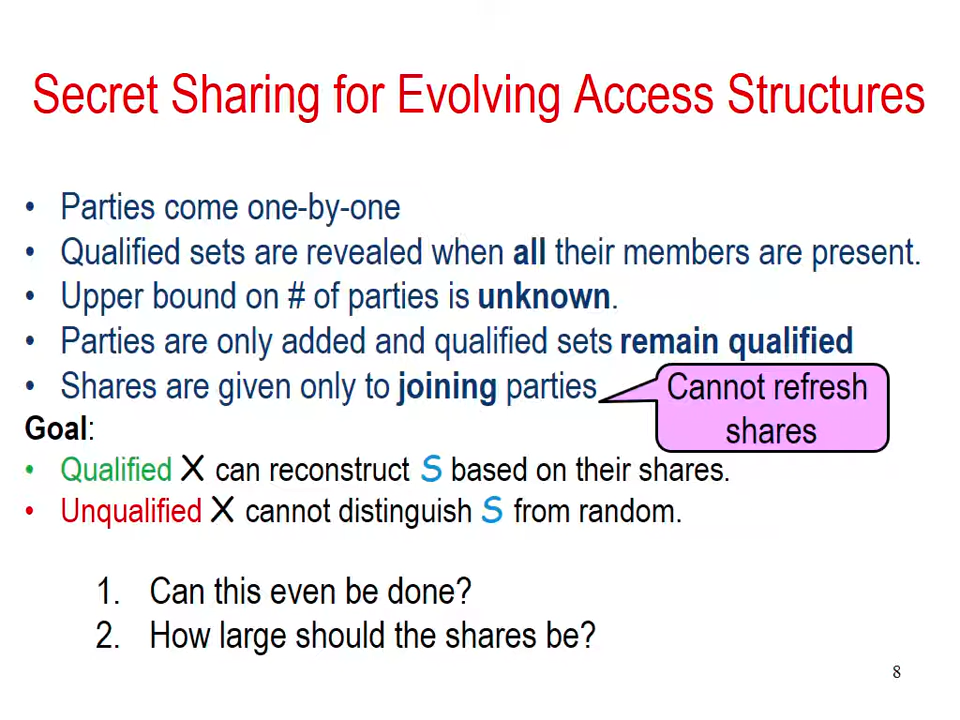 Secret Sharing for Evolving Access Structures
• Parties come one-by-one
• Qualified sets are revealed when all their members are present.
• Upper bound on # of parties is unknown.
• Parties are only added and qualified sets remain qualified
• Shares are given only to joining parties
Cannot refresh
shares
Goal:
• Qualified X can reconstruct S based on their shares.
• Unqualified X cannot distinguish S from random.
1. Can this even be done?
2. How large should the shares be?
8